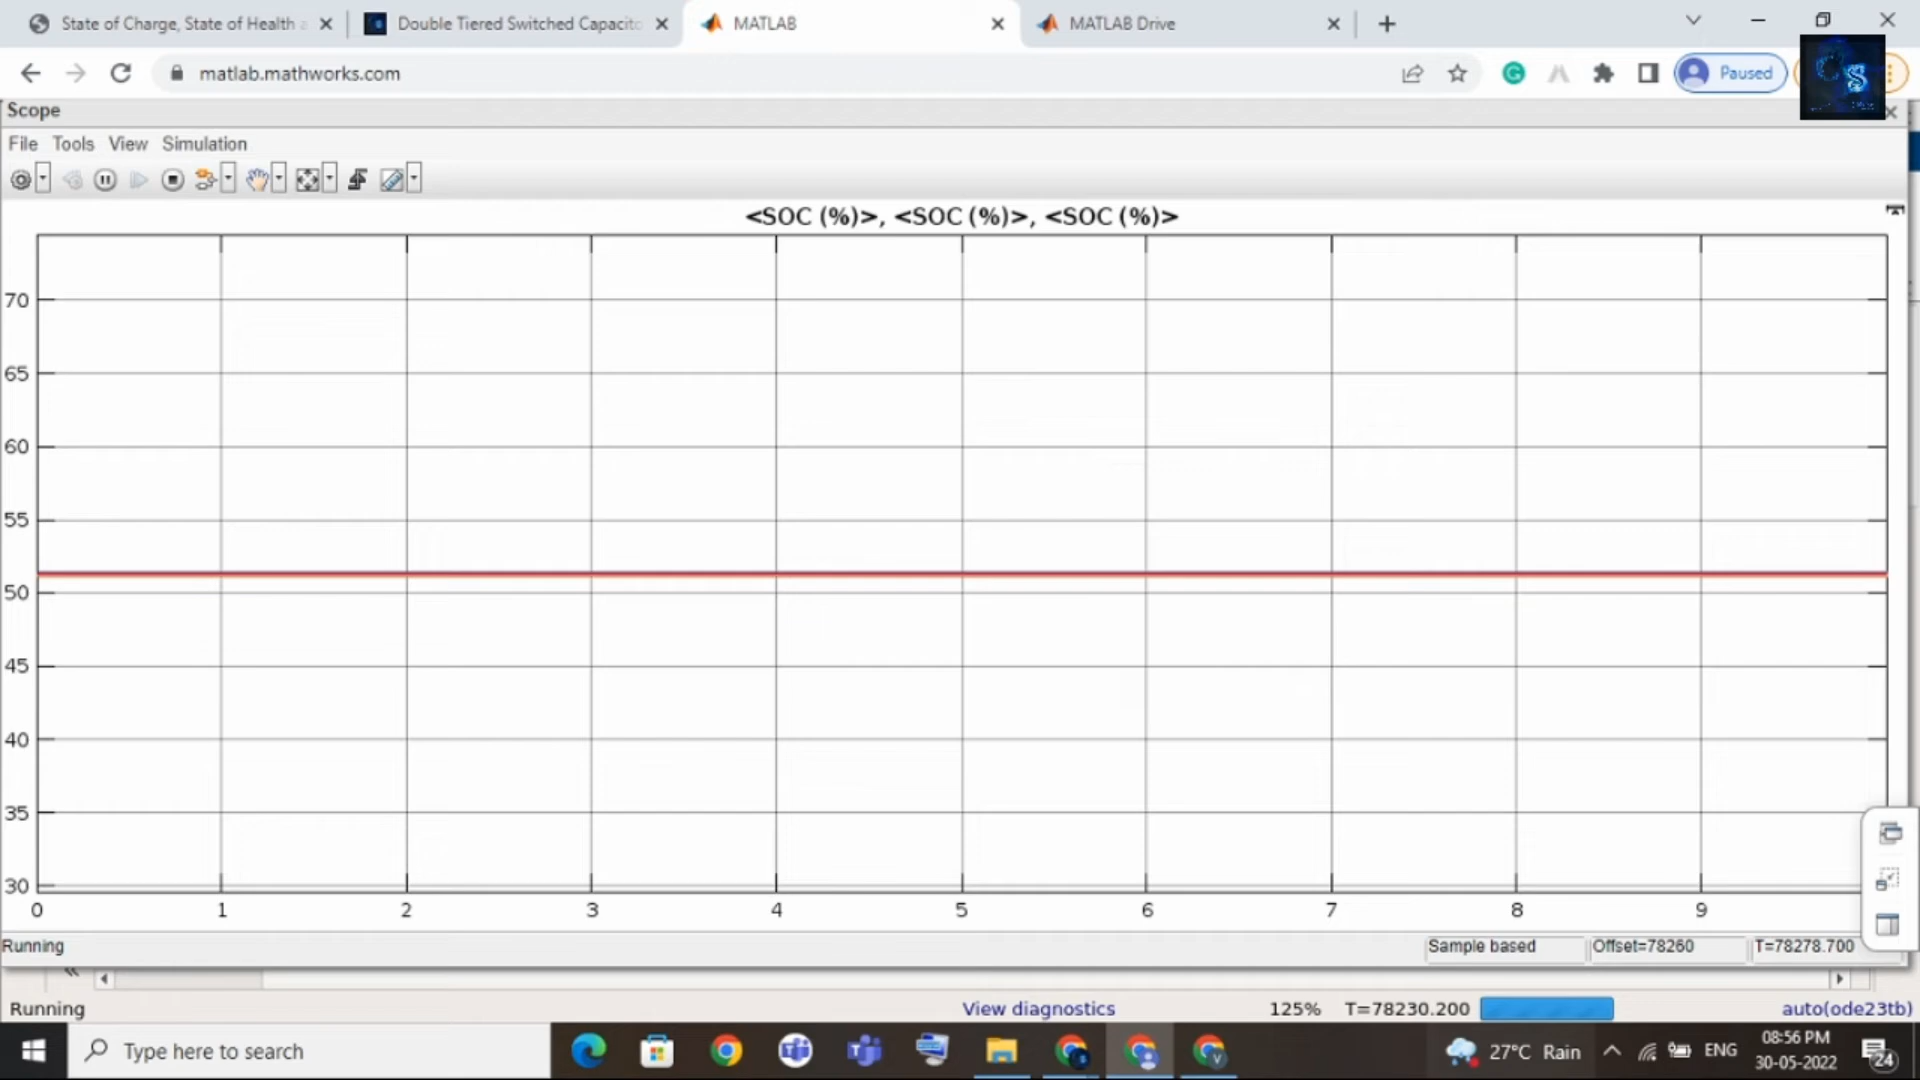 State of Charge, State of Health a
Double Tiered Switched Capacito
MATLAB
MATLAB Drive
matlab.mathworks.com
Paused
Scope
File Tools View Simulation
<SOC (%)>, <SOC (%)>, <SOC (%)>
70
65
60
55
50
45
40
35
30
0 1 2 3 4 5 6 7 8 9
Running
Sample based
Offset=78260
T=78278.700
Running
View diagnostics
125%
T=78230.200
auto(ode23tb)
Type here to search
27°C Rain
ENG
08:56 PM
30-05-2022
24